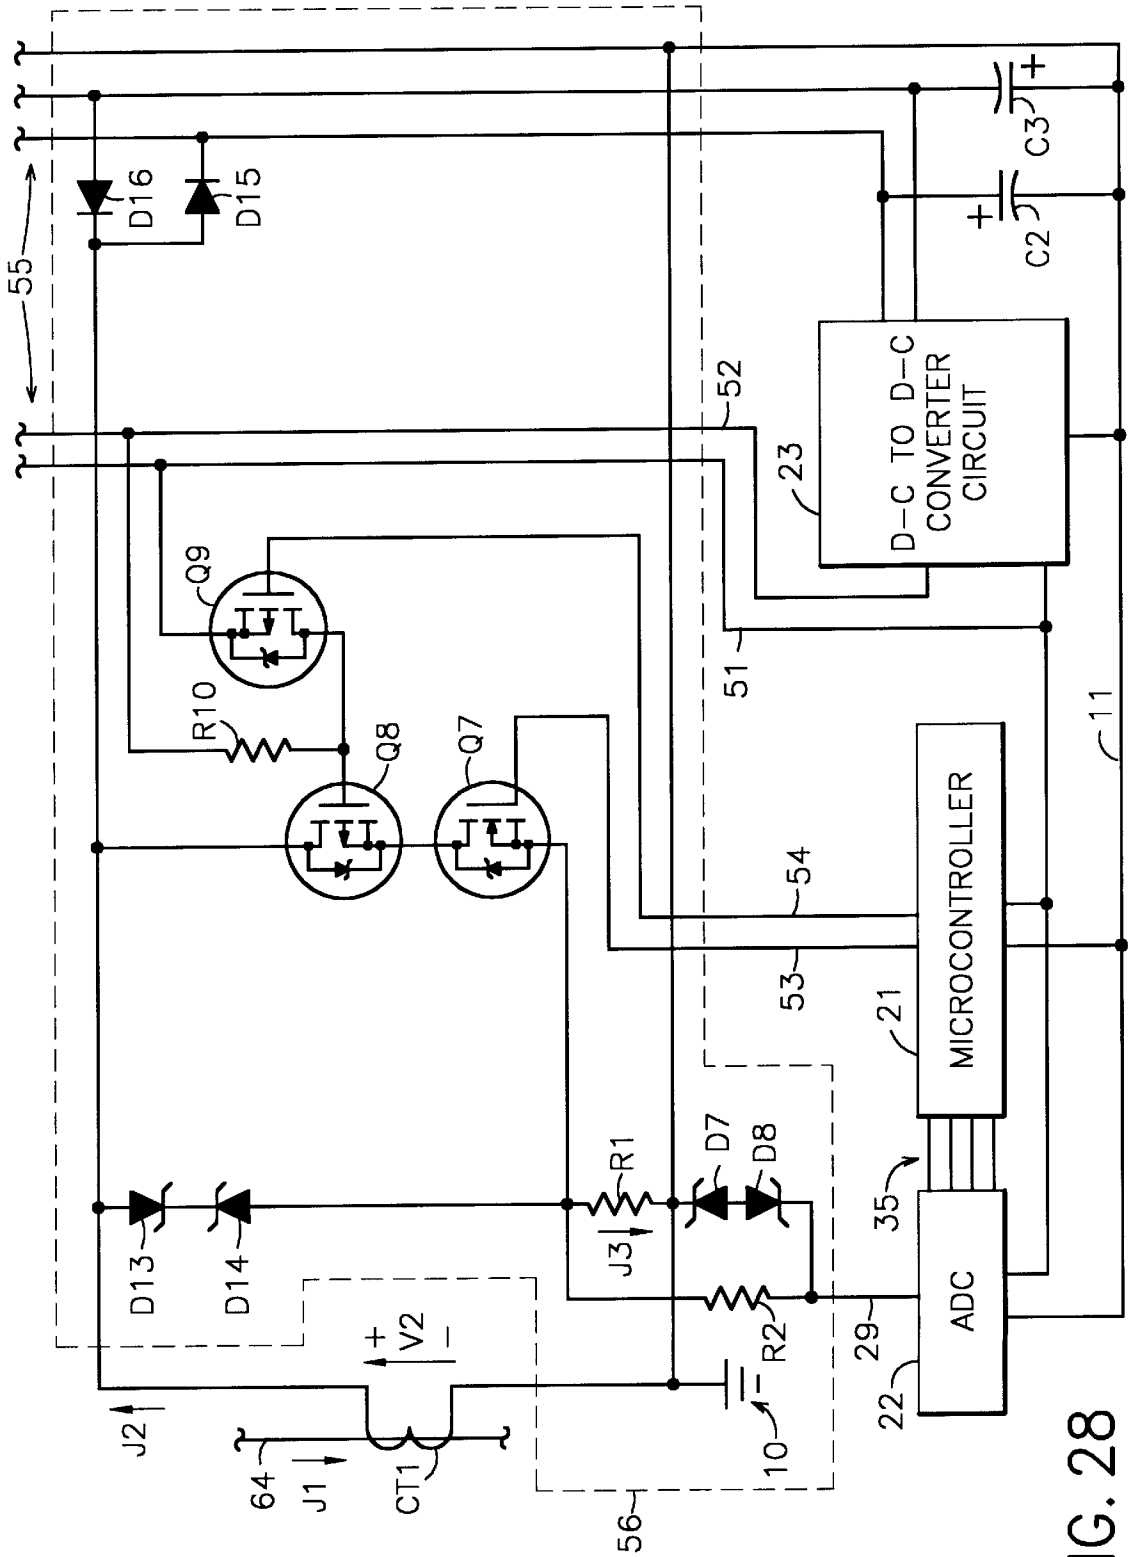 55
D16
D15
52
Q9
R10
Q8
Q7
51
23
D-C TO D-C
CONVERTER
CIRCUIT
+
C3
+
C2
54
53
11
21
MICROCONTROLLER
35
D13
D14
R1
J3
D7
D8
R2
29
ADC
22
J2
+
V2
–
64
J1
CT1
10
56
IG. 28